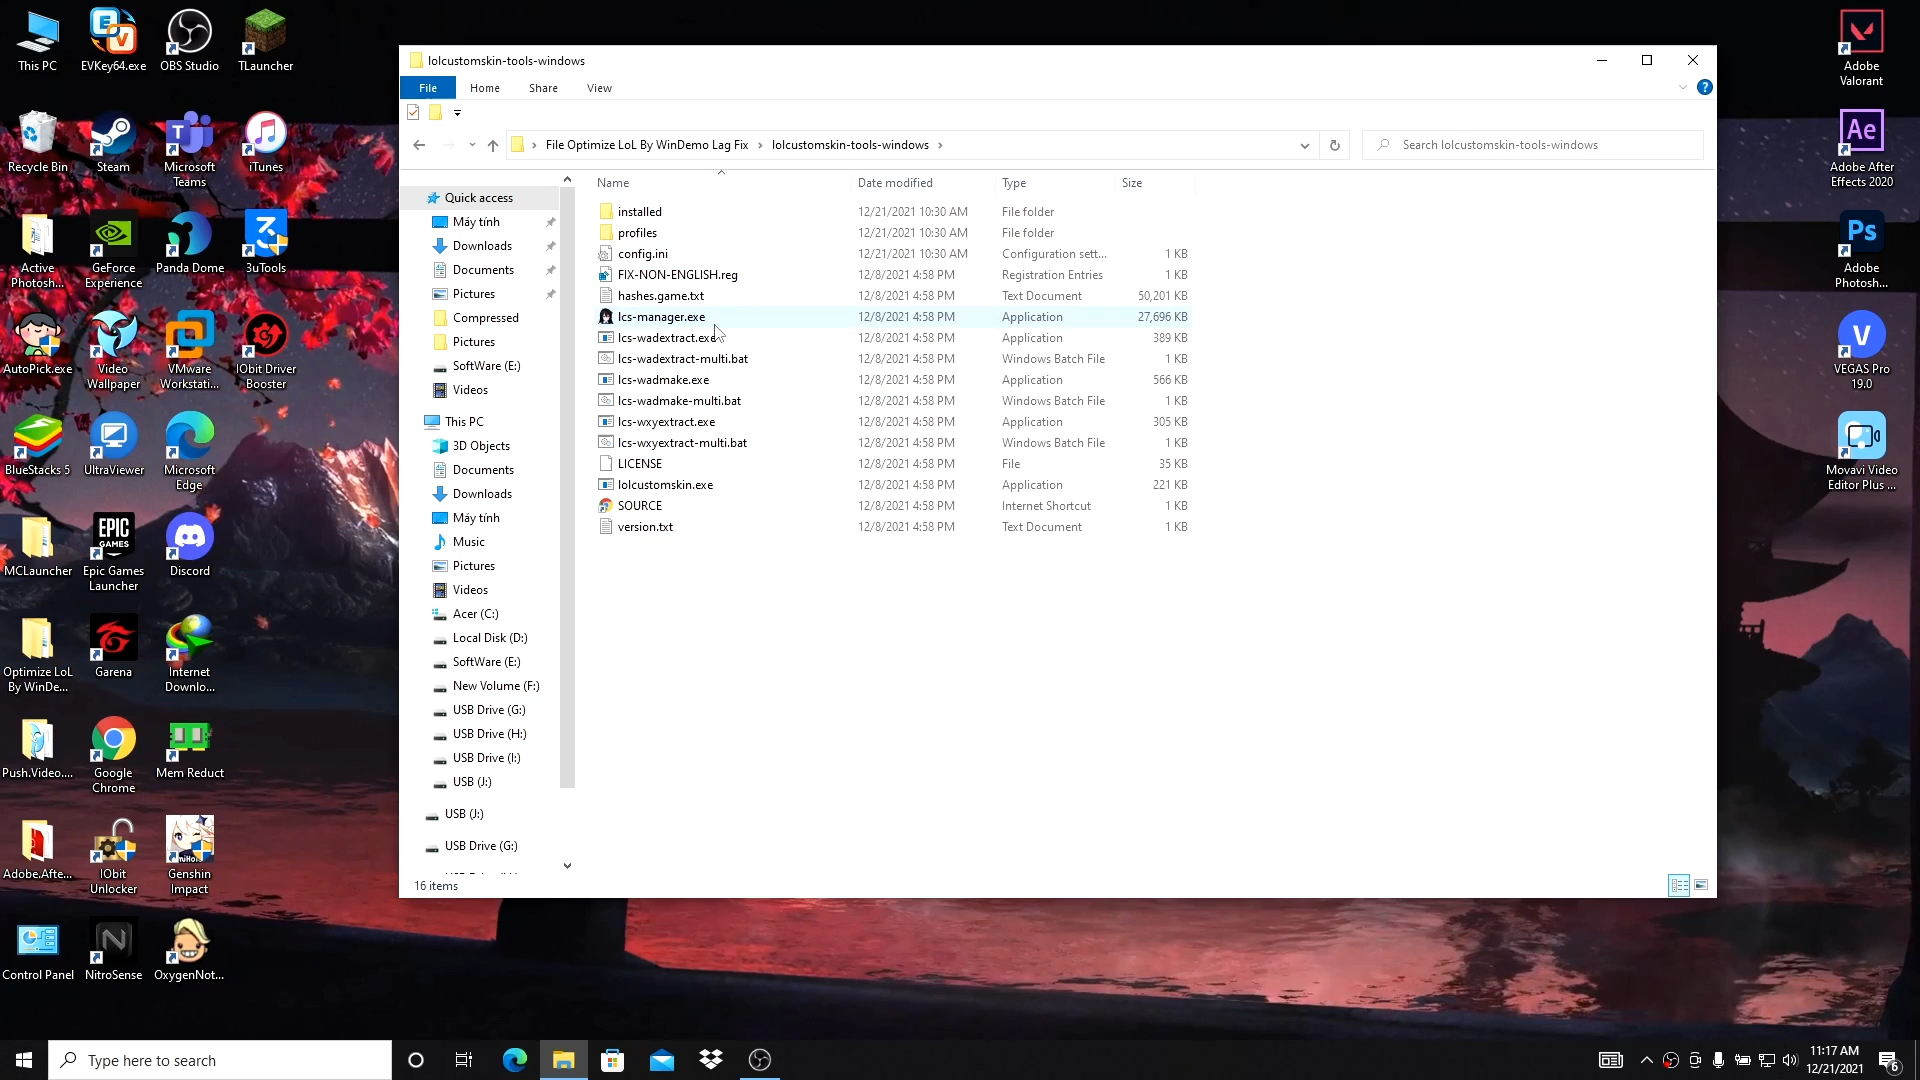 This PC
EVKey64.exe
OBS Studio
TLauncher
Recycle Bin
Steam
Microsoft
Teams
iTunes
Active
Photosh...
GeForce
Experience
Panda Dome
3uTools
AutoPick.exe
Video
Wallpaper
VMware
Workstati...
IObit Driver
Booster
BlueStacks 5
UltraViewer
Microsoft
Edge
MCLauncher
EPIC
GAMES
Epic Games
Launcher
Discord
Optimize LoL
By WinDe...
Garena
Internet
Downlo...
Push.Video....
Google
Chrome
Mem Reduct
Adobe.Afte...
IObit
Unlocker
Genshin
Impact
Control Panel
NitroSense
OxygenNot...
lolcustomskin-tools-windows
File
Home
Share
View
File Optimize LoL By WinDemo Lag Fix
lolcustomskin-tools-windows
Search lolcustomskin-tools-windows
Quick access
Máy tính
Downloads
Documents
Pictures
Compressed
Pictures
SoftWare (E:)
Videos
This PC
3D Objects
Documents
Downloads
Máy tính
Music
Pictures
Videos
Acer (C:)
Local Disk (D:)
SoftWare (E:)
New Volume (F:)
USB Drive (G:)
USB Drive (H:)
USB Drive (I:)
USB (J:)
USB (J:)
USB Drive (G:)
Name Date modified Type Size
installed 12/21/2021 10:30 AM File folder
profiles 12/21/2021 10:30 AM File folder
config.ini 12/21/2021 10:30 AM Configuration sett... 1 KB
FIX-NON-ENGLISH.reg 12/8/2021 4:58 PM Registration Entries 1 KB
hashes.game.txt 12/8/2021 4:58 PM Text Document 50,201 KB
lcs-manager.exe 12/8/2021 4:58 PM Application 27,696 KB
lcs-wadextract.exe 12/8/2021 4:58 PM Application 389 KB
lcs-wadextract-multi.bat 12/8/2021 4:58 PM Windows Batch File 1 KB
lcs-wadmake.exe 12/8/2021 4:58 PM Application 566 KB
lcs-wadmake-multi.bat 12/8/2021 4:58 PM Windows Batch File 1 KB
lcs-wxyextract.exe 12/8/2021 4:58 PM Application 305 KB
lcs-wxyextract-multi.bat 12/8/2021 4:58 PM Windows Batch File 1 KB
LICENSE 12/8/2021 4:58 PM File 35 KB
lolcustomskin.exe 12/8/2021 4:58 PM Application 221 KB
SOURCE 12/8/2021 4:58 PM Internet Shortcut 1 KB
version.txt 12/8/2021 4:58 PM Text Document 1 KB
16 items
Adobe
Valorant
Ae
Adobe After
Effects 2020
Ps
Adobe
Photosh...
V
VEGAS Pro
19.0
Movavi Video
Editor Plus ...
Type here to search
11:17 AM
12/21/2021
6